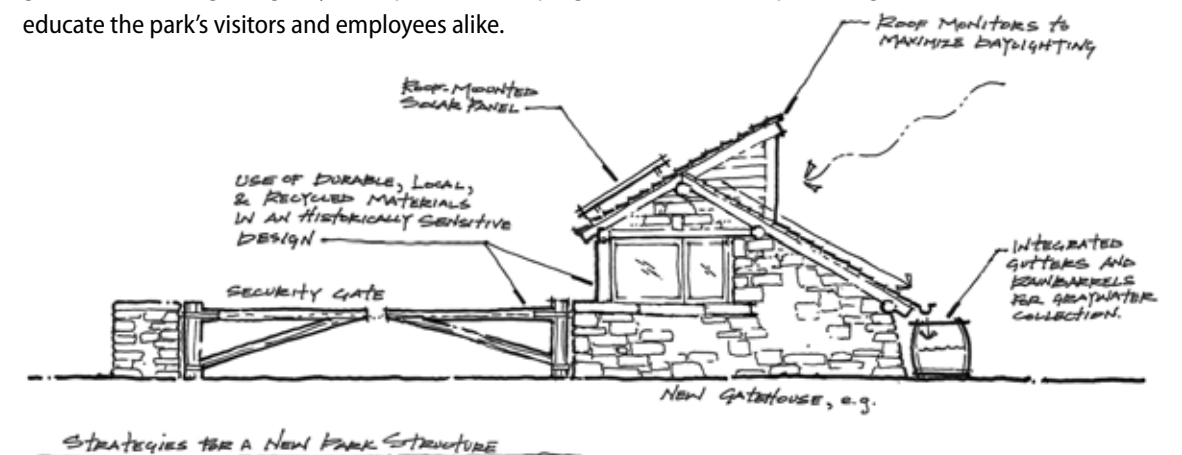 educate the park's visitors and employees alike.
ROOF MONITORS to
MAXIMIZE DAYLIGHTING
ROOF-MOUNTED
SOLAR PANEL
USE OF DURABLE, LOCAL,
& RECYCLED MATERIALS
IN AN HISTORICALLY SENSITIVE
DESIGN
SECURITY GATE
INTEGRATED
GUTTERS AND
RAINBARRELS
FOR GRAYWATER
COLLECTION.
NEW GATEHOUSE, e.g.
STRATEGIES FOR A NEW PARK STRUCTURE